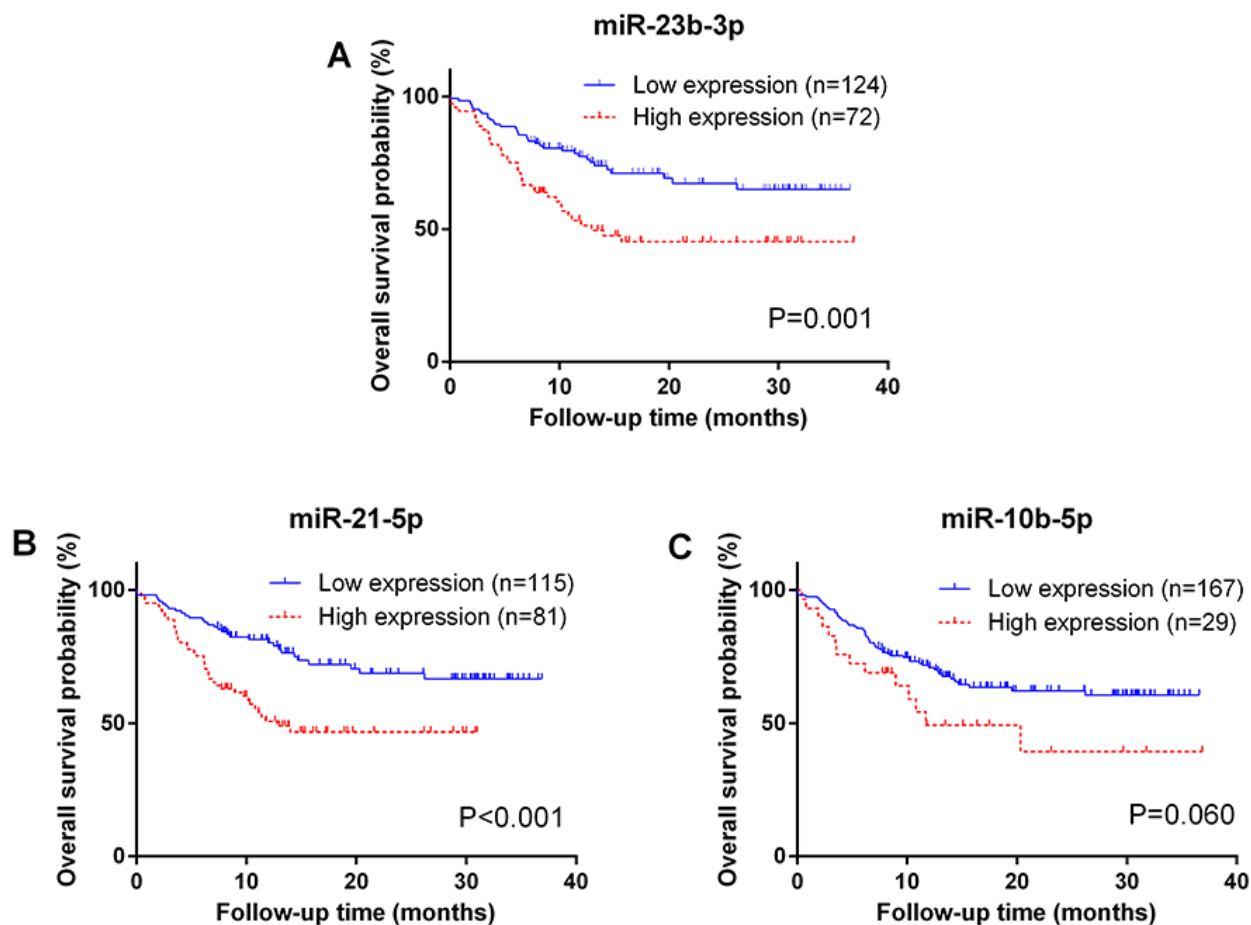 miR-23b-3p
A
Overall survival probability (%)
Low expression (n=124)
High expression (n=72)
100
50
0
P=0.001
0 10 20 30 40
Follow-up time (months)
miR-21-5p
B
Overall survival probability (%)
Low expression (n=115)
High expression (n=81)
100
50
0
P<0.001
0 10 20 30 40
Follow-up time (months)
miR-10b-5p
C
Overall survival probability (%)
Low expression (n=167)
High expression (n=29)
100
50
0
P=0.060
0 10 20 30 40
Follow-up time (months)